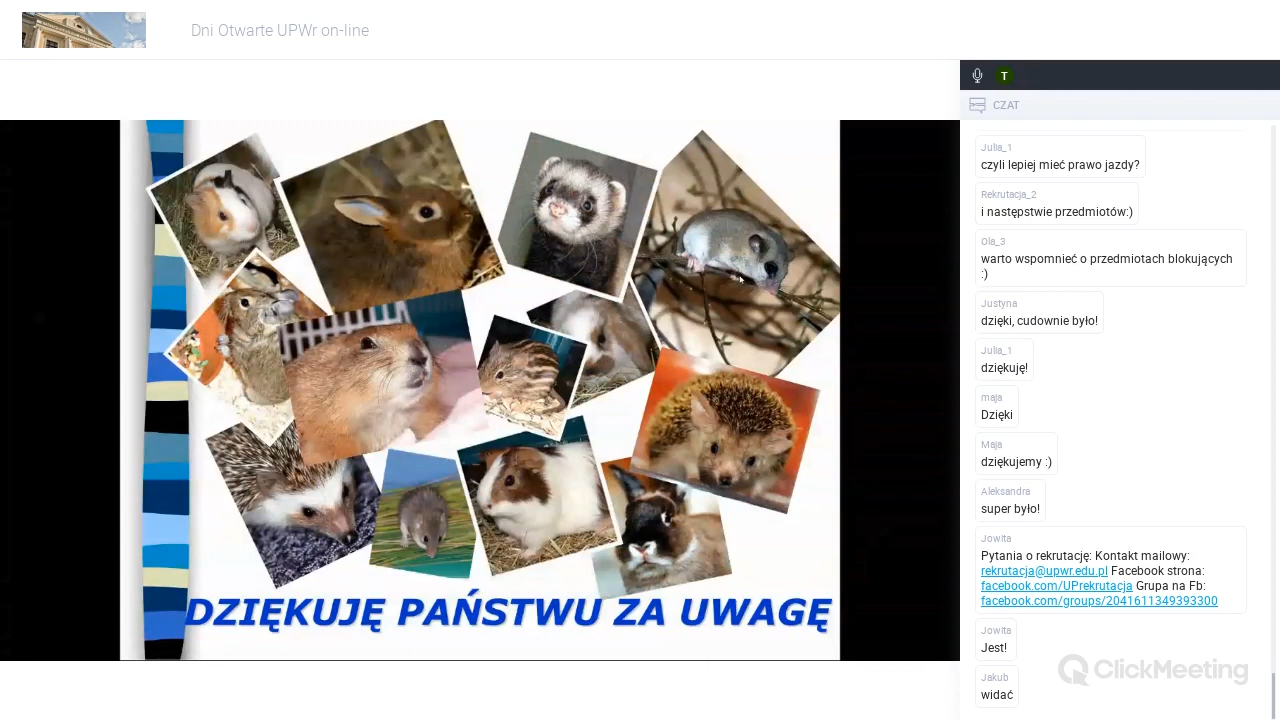 Dni Otwarte UPWr on-line
T
CZAT
Julia_1
czyli lepiej mieć prawo jazdy?
Rekrutacja_2
i następstwie przedmiotów:)
Ola_3
warto wspomnieć o przedmiotach blokujących
:)
Justyna
dzięki, cudownie było!
Julia_1
dziękuję!
maja
Dzięki
Maja
dziękujemy :)
Aleksandra
super było!
Jowita
Pytania o rekrutację: Kontakt mailowy:
rekrutacja@upwr.edu.pl Facebook strona:
facebook.com/UPrekrutacja Grupa na Fb:
facebook.com/groups/2041611349393300
Jowita
Jest!
Jakub
widać
ClickMeeting
DZIĘKUJĘ PAŃSTWU ZA UWAGĘ